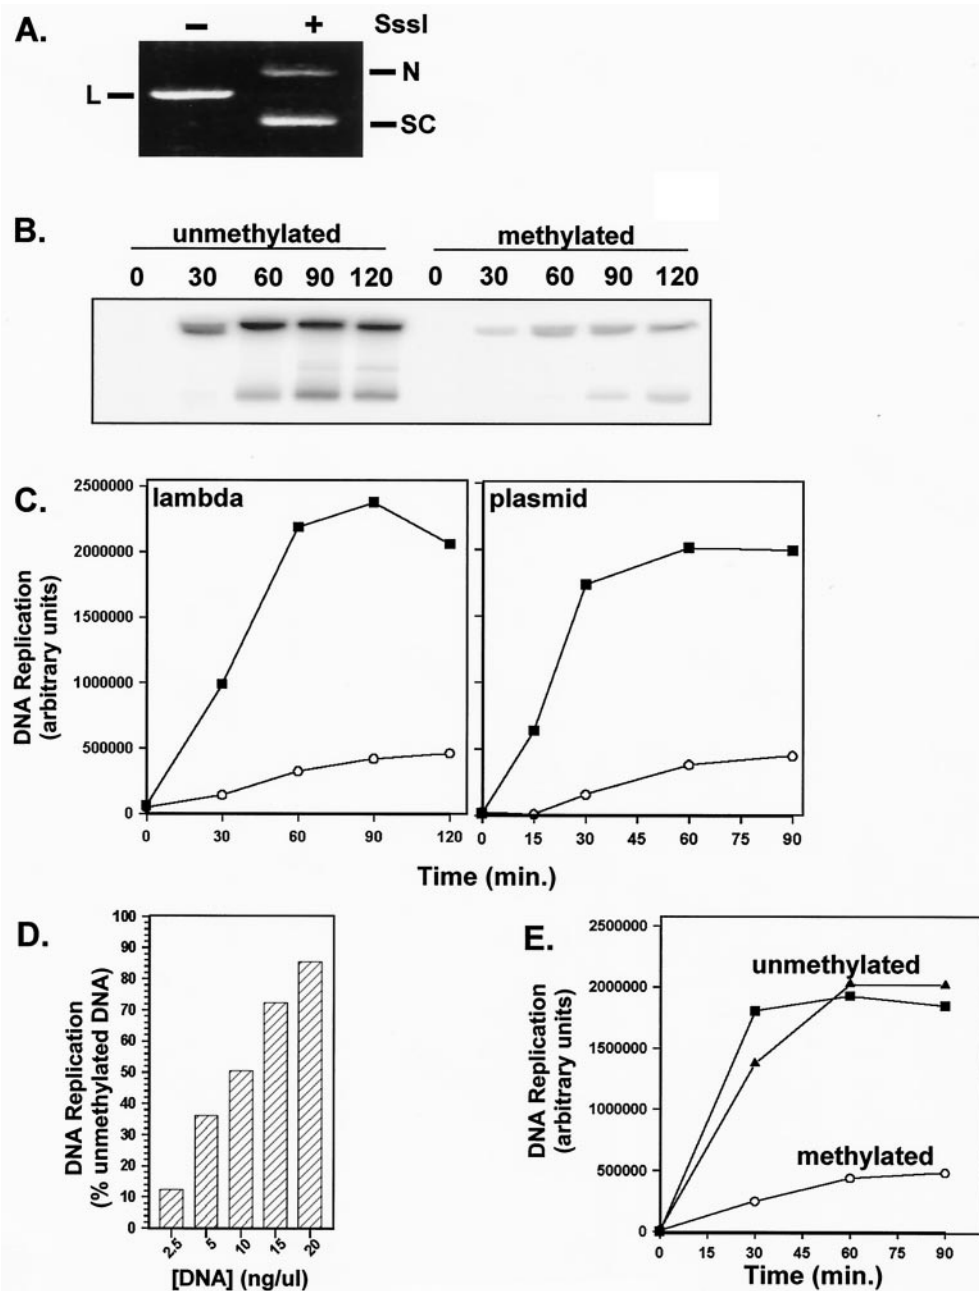 A.
− + SssI
L
N
SC
B.
unmethylated methylated
0 30 60 90 120 0 30 60 90 120
C.
lambda plasmid
DNA Replication
(arbitrary units)
2500000
2000000
1500000
1000000
500000
0
0 30 60 90 120
0 15 30 45 60 75 90
Time (min.)
D.
DNA Replication
(% unmethylated DNA)
100
90
80
70
60
50
40
30
20
10
0
2.5 5 10 15 20
[DNA] (ng/ul)
E.
DNA Replication
(arbitrary units)
2500000
2000000
1500000
1000000
500000
0
unmethylated
methylated
0 15 30 45 60 75 90
Time (min.)